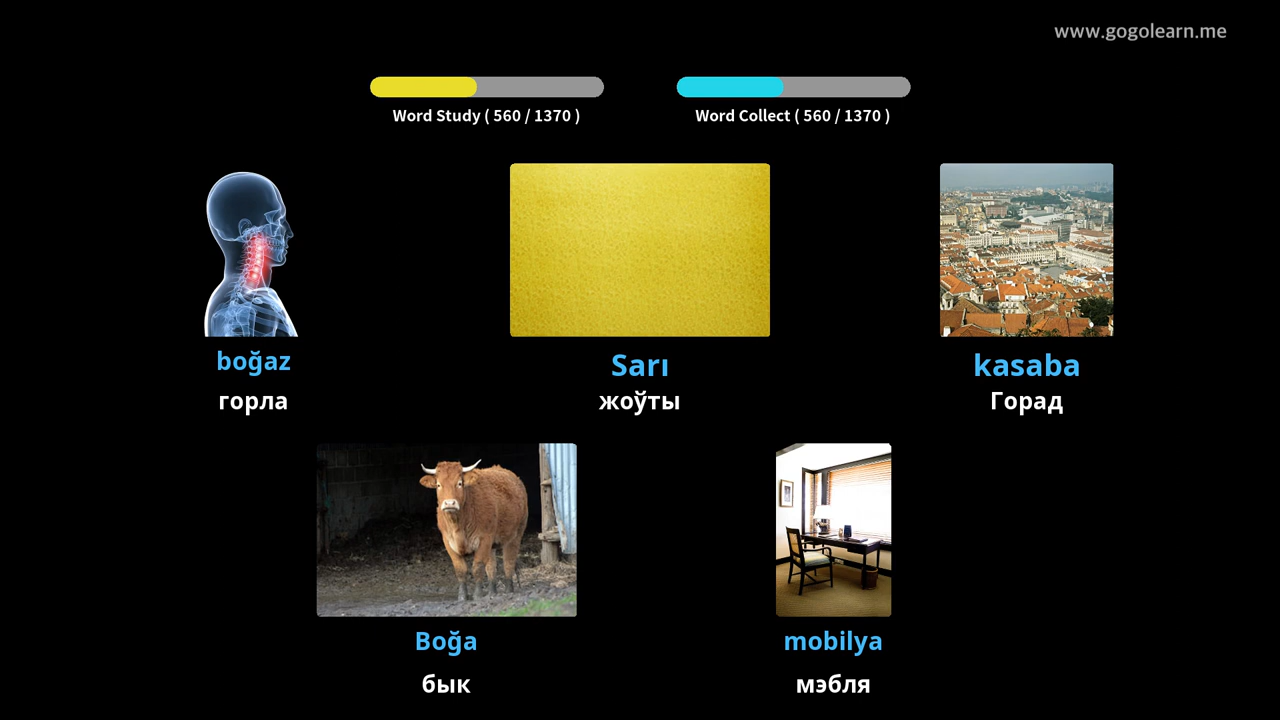 www.gogolearn.me
Word Study ( 560 / 1370 )
Word Collect ( 560 / 1370 )
boğaz
горла
Sarı
жоўты
kasaba
Горад
Boğa
бык
mobilya
мэбля